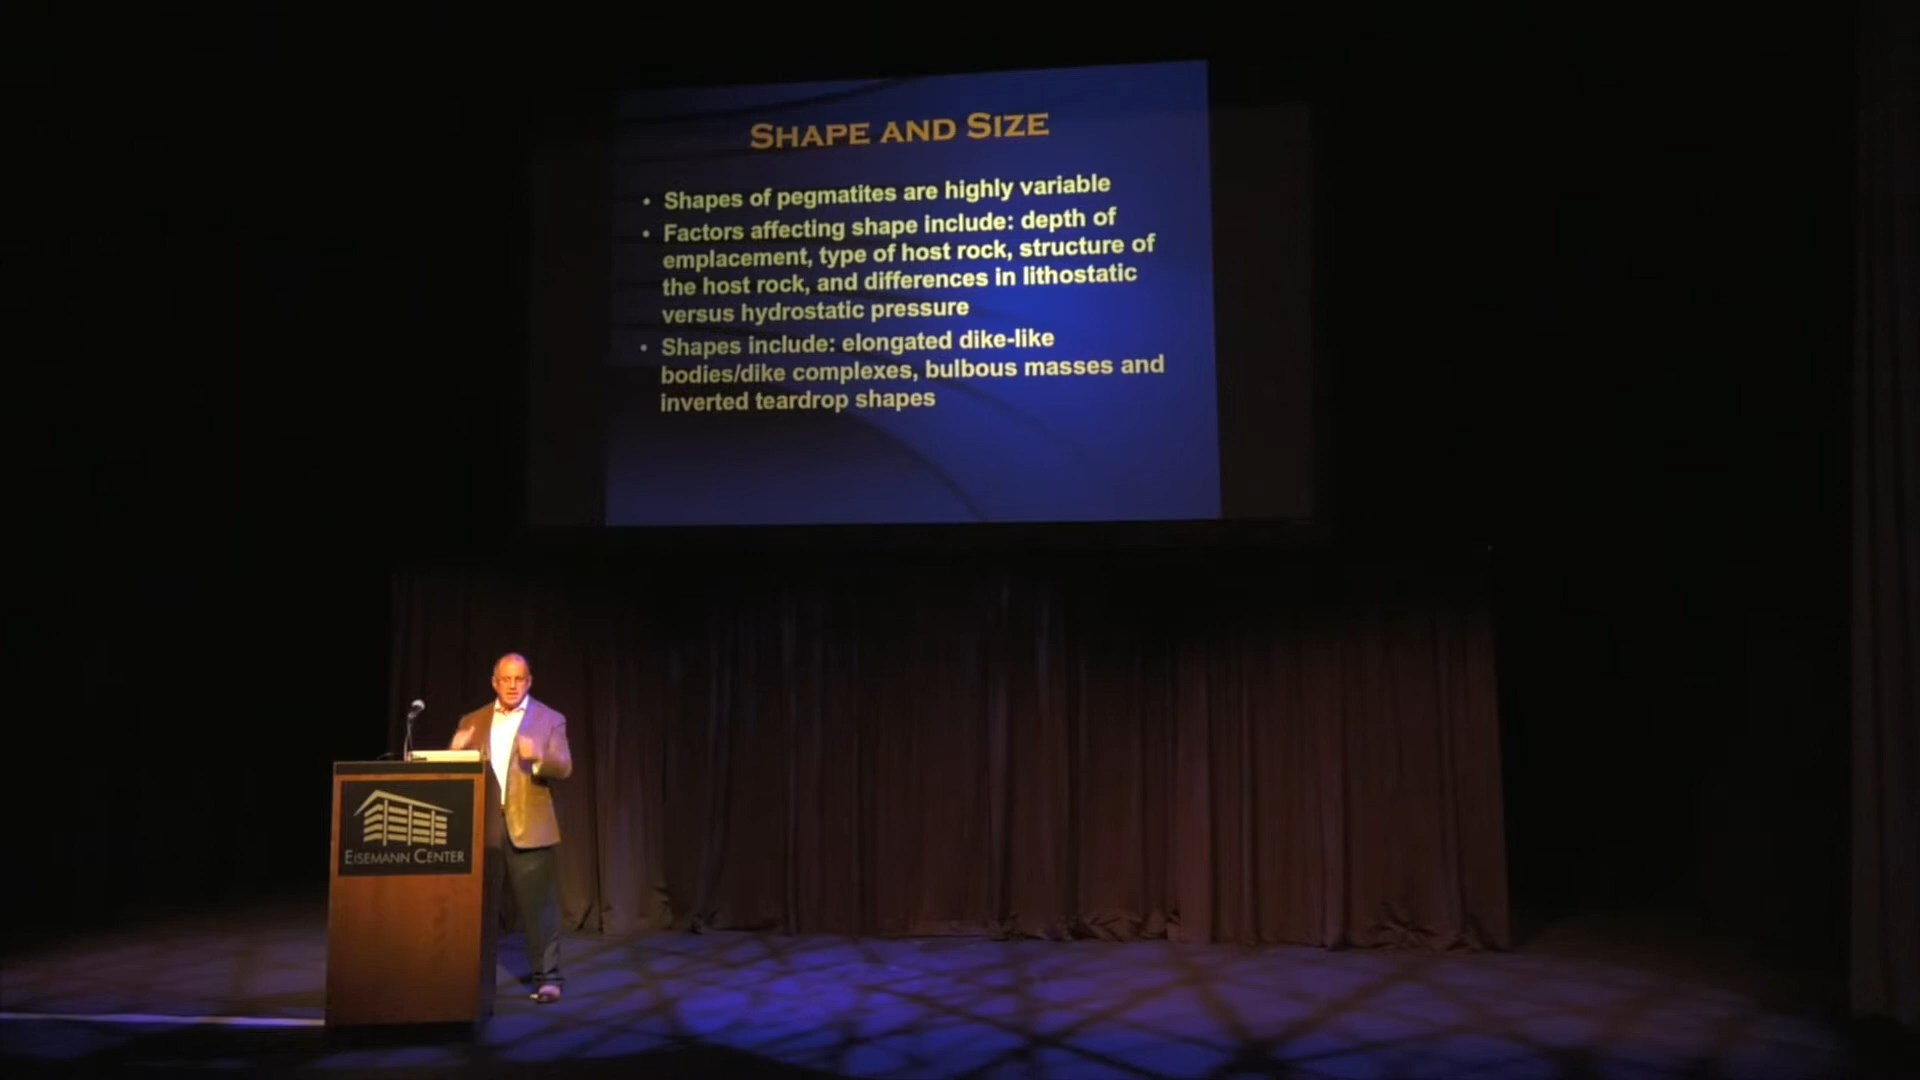 SHAPE AND SIZE
• Shapes of pegmatites are highly variable
• Factors affecting shape include: depth of
emplacement, type of host rock, structure of
the host rock, and differences in lithostatic
versus hydrostatic pressure
• Shapes include: elongated dike-like
bodies/dike complexes, bulbous masses and
inverted teardrop shapes
EISEMANN CENTER